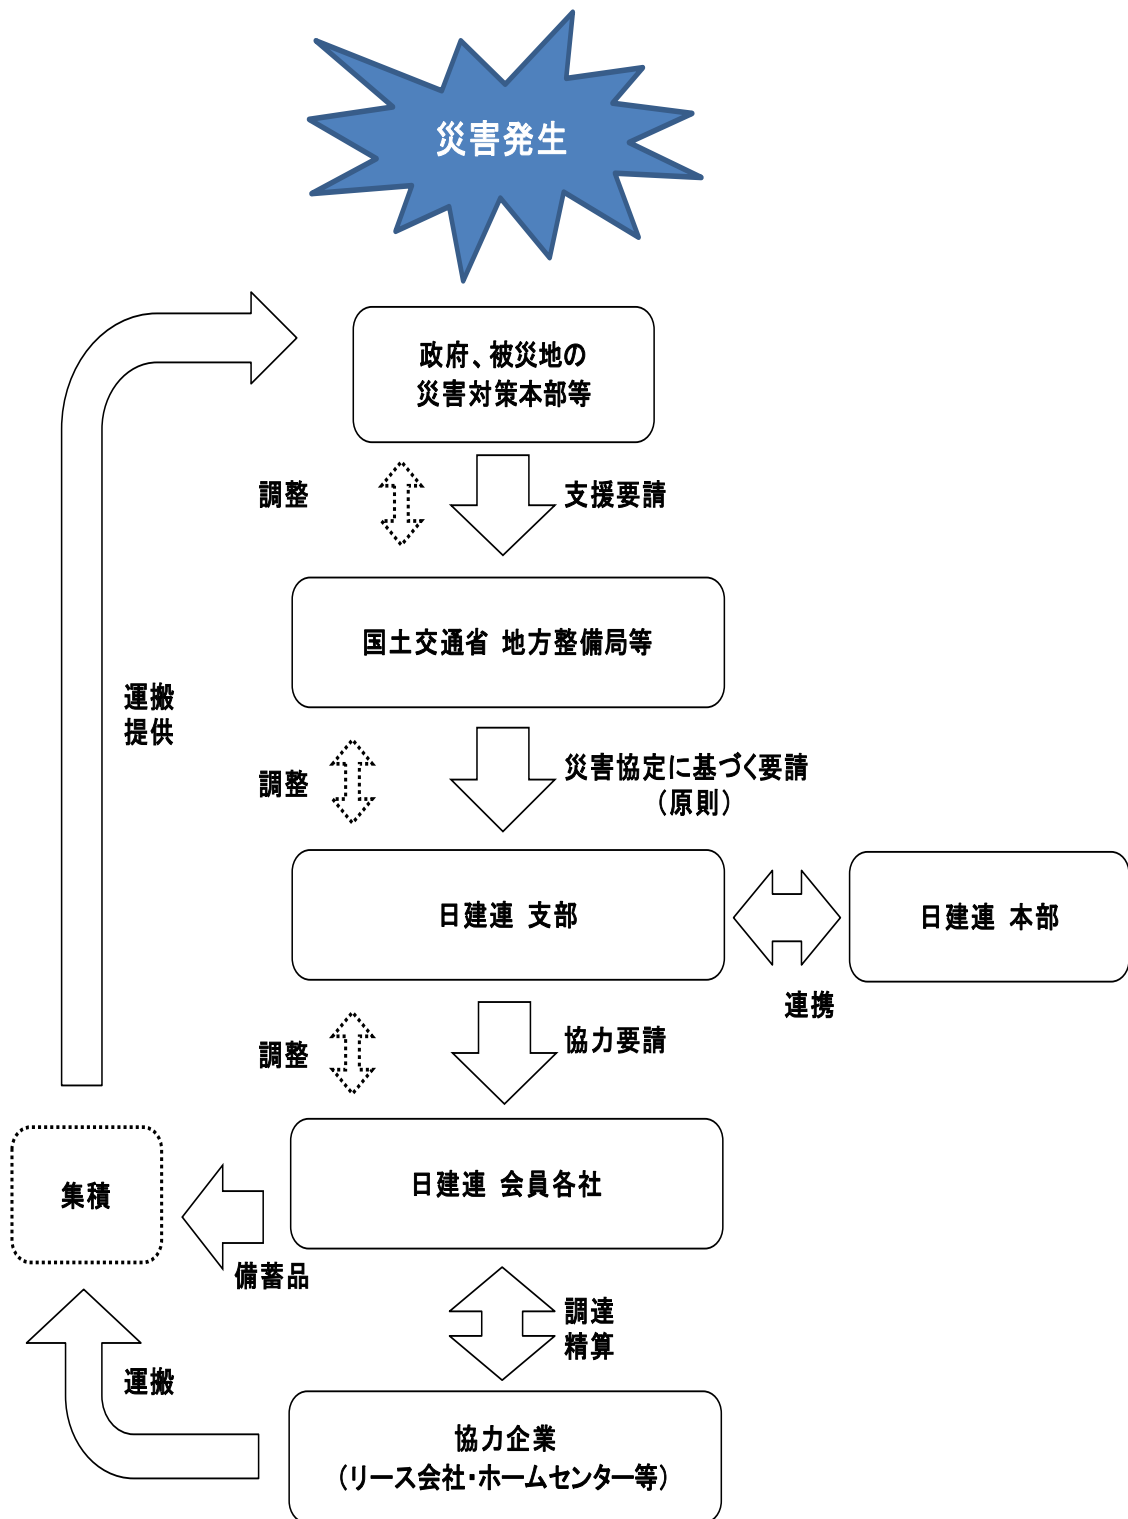 災害発生
政府、被災地の
災害対策本部等
調整
支援要請
国土交通省 地方整備局等
運搬
提供
調整
災害協定に基づく要請
（原則）
日建連 支部
日建連 本部
連携
調整
協力要請
日建連 会員各社
集積
備蓄品
調達
精算
運搬
協力企業
（リース会社・ホームセンター等）